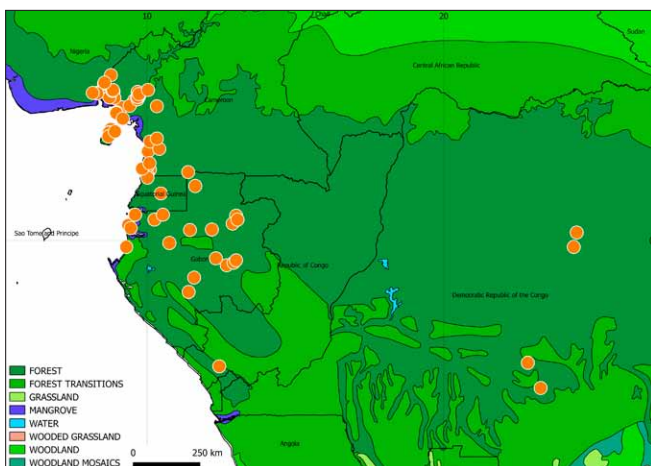 10
20
Sudan
Nigeria
Central African Republic
Cameroon
Equatorial Guinea
Sao Tome and Principe
Gabon
Republic of Congo
Democratic Republic of the Congo
Angola
FOREST
FOREST TRANSITIONS
GRASSLAND
MANGROVE
WATER
WOODED GRASSLAND
WOODLAND
WOODLAND MOSAICS
0 250 km